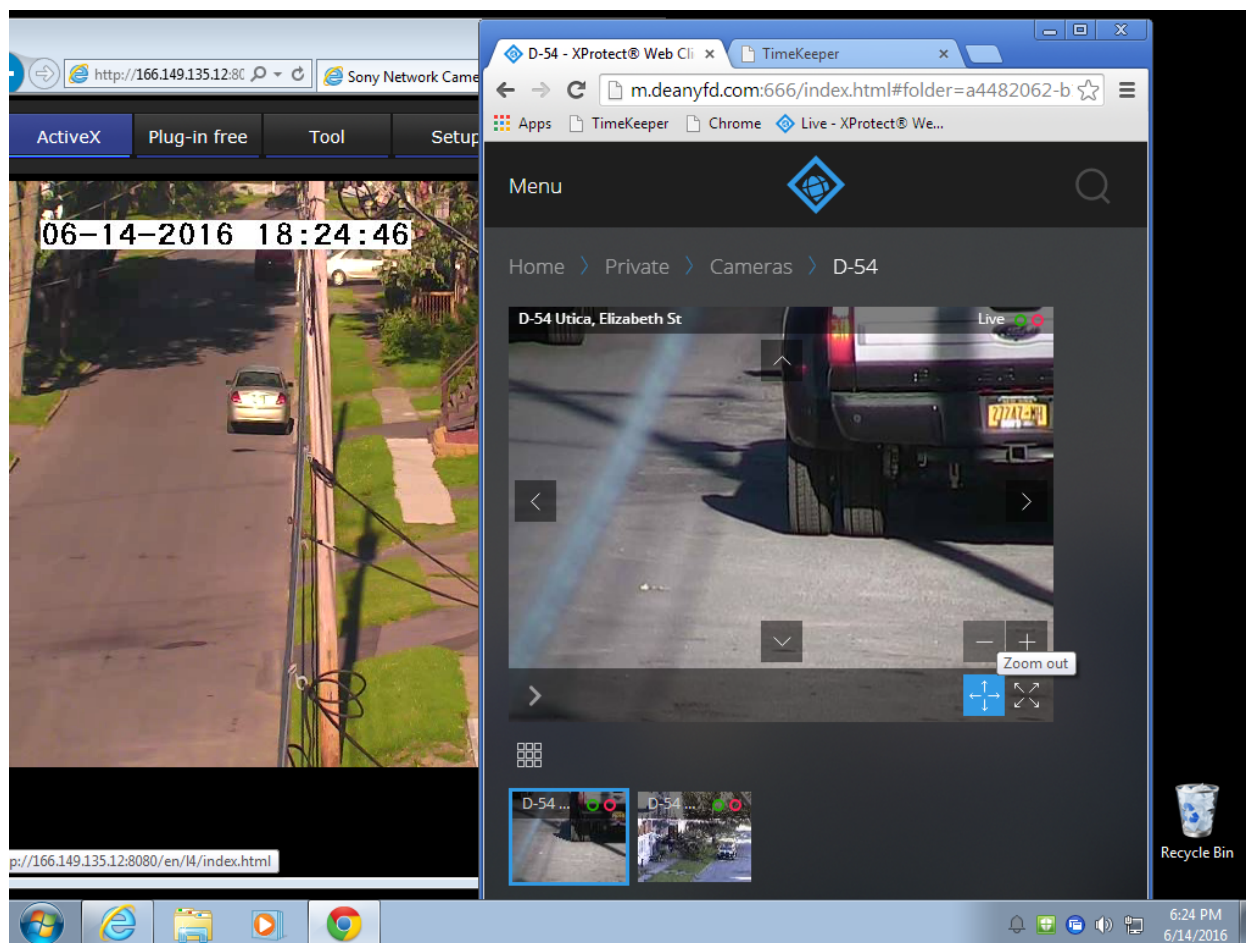 http://166.149.135.12:80
Sony Network Came
ActiveX
Plug-in free
Tool
Setup
06-14-2016 18:24:46
p://166.149.135.12:8080/en/l4/index.html
D-54 - XProtect® Web Cli
TimeKeeper
m.deanyfd.com:666/index.html#folder=a4482062-b
Apps
TimeKeeper
Chrome
Live - XProtect® We...
Menu
Home
Private
Cameras
D-54
D-54 Utica, Elizabeth St
Live
27747-MH
Zoom out
D-54 ...
D-54 ...
Recycle Bin
6:24 PM
6/14/2016